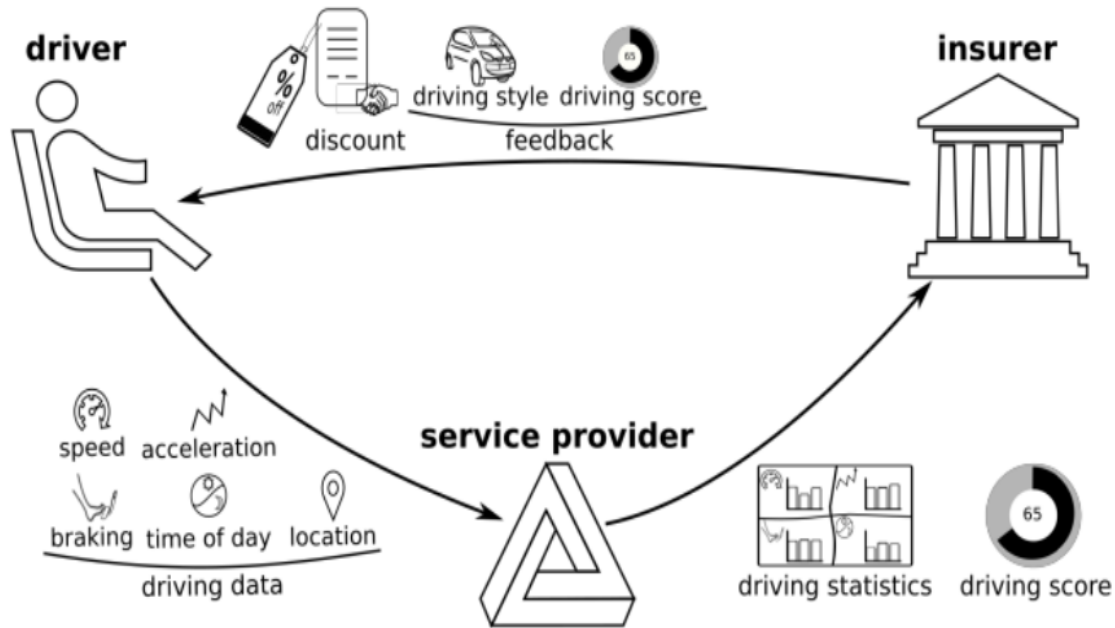 driver
insurer
% off
65
driving style driving score
discount
feedback
service provider
speed acceleration
braking time of day location
driving data
65
driving statistics driving score